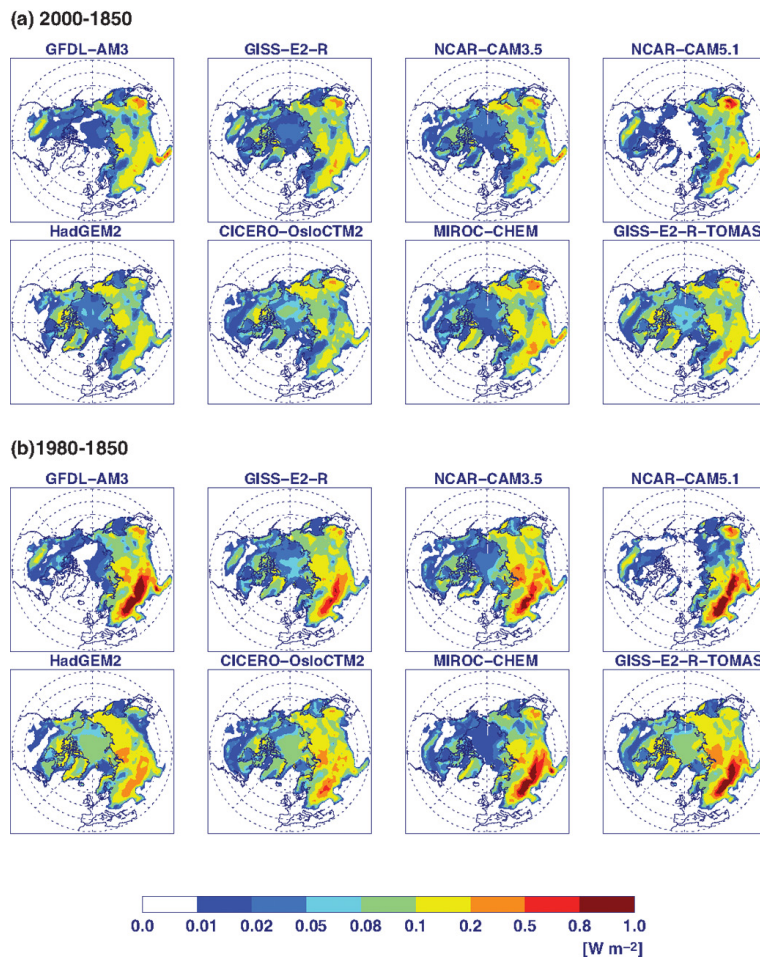 (a) 2000-1850
GFDL−AM3 GISS−E2−R NCAR−CAM3.5 NCAR−CAM5.1
HadGEM2 CICERO−OsloCTM2 MIROC−CHEM GISS−E2−R−TOMAS
(b)1980-1850
GFDL−AM3 GISS−E2−R NCAR−CAM3.5 NCAR−CAM5.1
HadGEM2 CICERO−OsloCTM2 MIROC−CHEM GISS−E2−R−TOMAS
0.0 0.01 0.02 0.05 0.08 0.1 0.2 0.5 0.8 1.0
[W m⁻²]